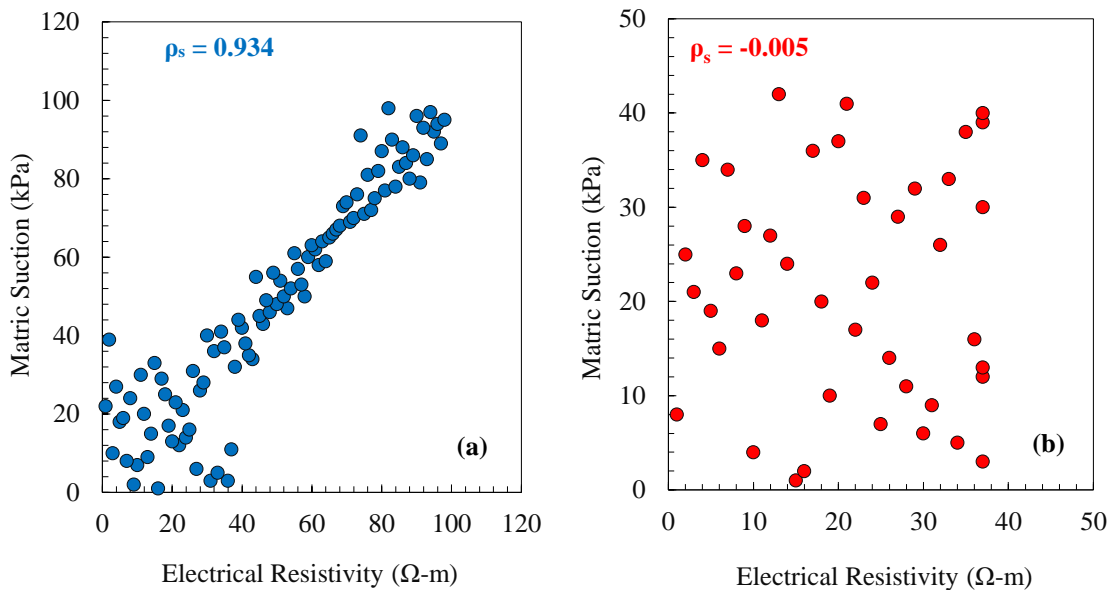 120
100
80
60
40
20
0
Matric Suction (kPa)
ρs = 0.934
(a)
0 20 40 60 80 100 120
Electrical Resistivity (Ω-m)
50
40
30
20
10
0
Matric Suction (kPa)
ρs = -0.005
(b)
0 10 20 30 40 50
Electrical Resistivity (Ω-m)